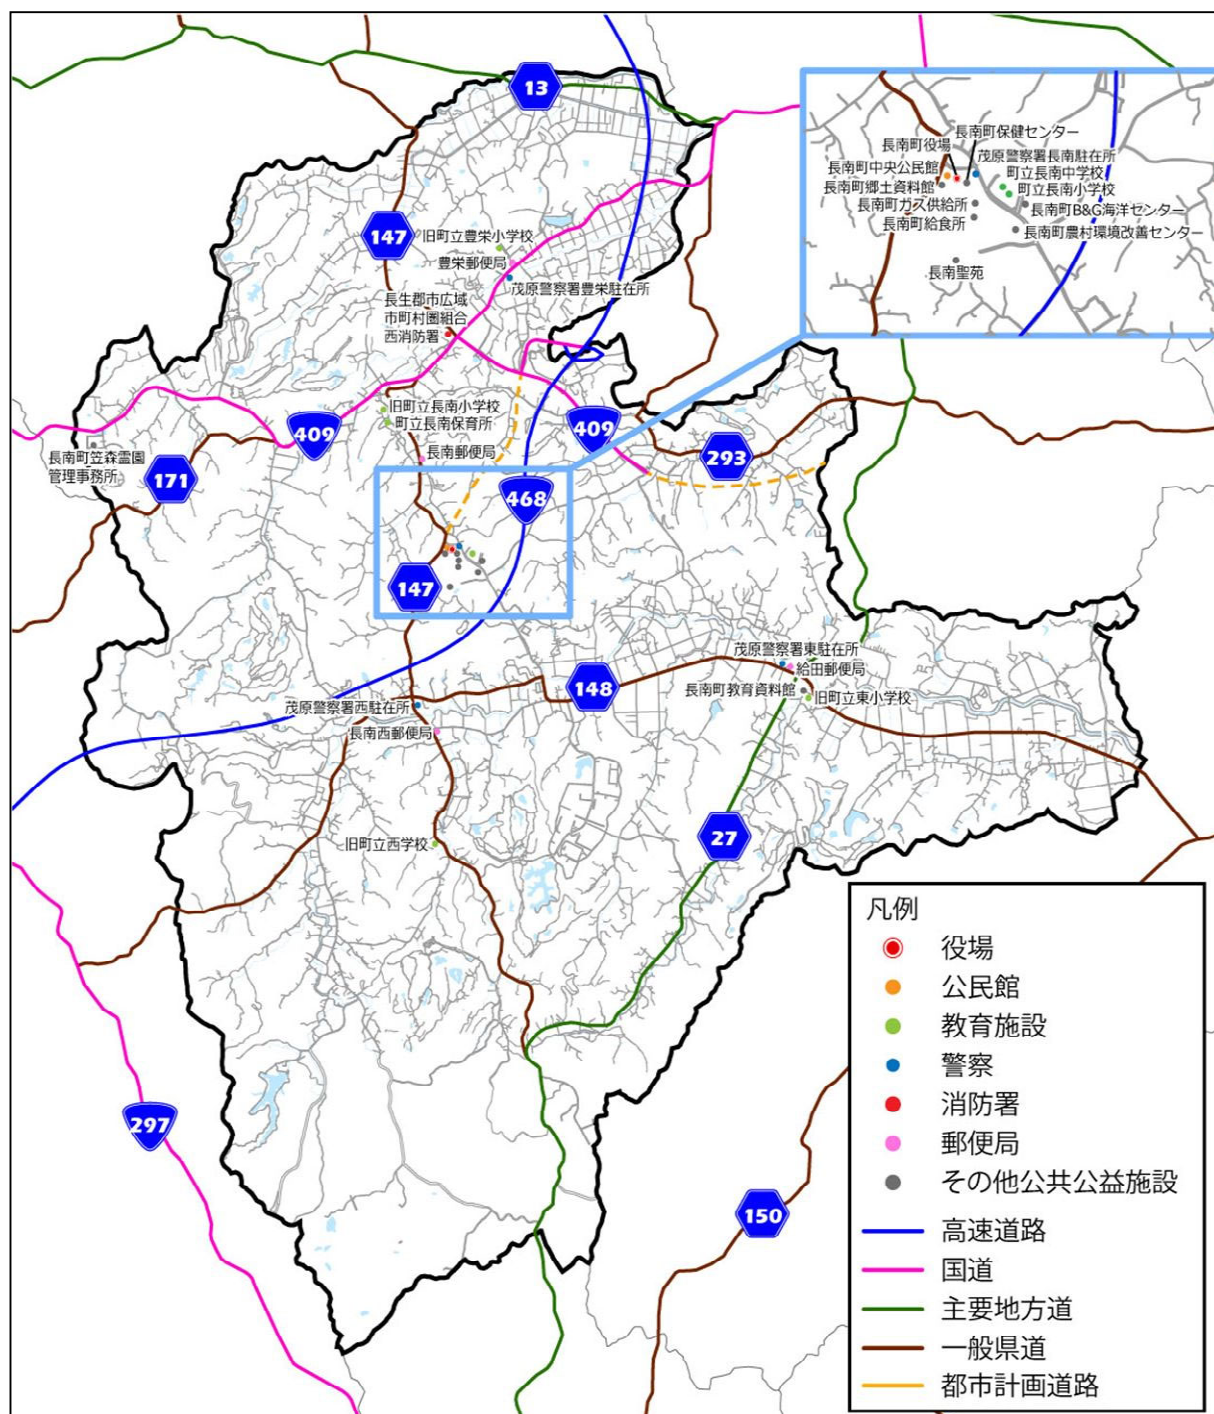 13
長南町保健センター
長南町役場
茂原警察署長南駐在所
長南町中央公民館
町立長南中学校
長南町郷土資料館
町立長南小学校
長南町ガス供給所
長南町B&G海洋センター
長南町給食所
長南町農村環境改善センター
長南聖苑
147
旧町立豊栄小学校
豊栄郵便局
茂原警察署豊栄駐在所
長生郡市広域
市町村圏組合
西消防署
旧町立長南小学校
町立長南保育所
409
409
長南郵便局
293
長南町笠森霊園
管理事務所
171
468
147
茂原警察署東駐在所
給田郵便局
148
長南町教育資料館
旧町立東小学校
茂原警察署西駐在所
長南西郵便局
27
旧町立西学校
297
150
凡例
役場
公民館
教育施設
警察
消防署
郵便局
その他公共公益施設
高速道路
国道
主要地方道
一般県道
都市計画道路